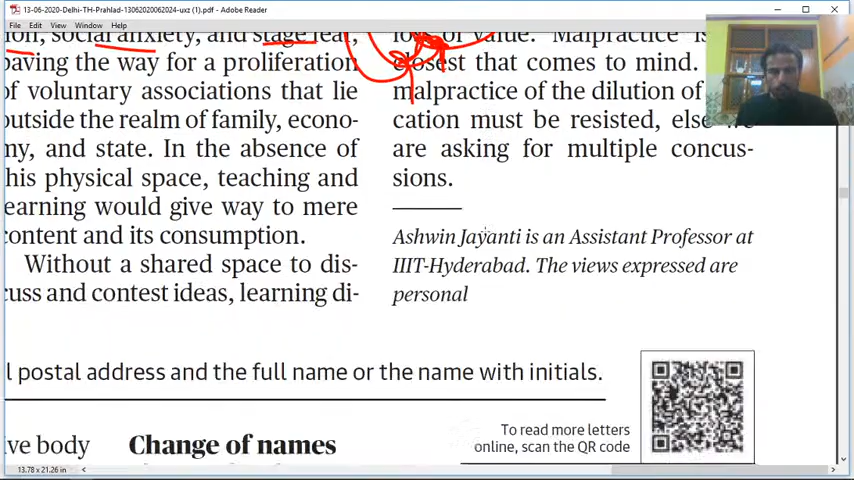 13-06-2020-Delhi-TH-Prahlad-13062020062024-uxz (1).pdf - Adobe Reader
File Edit View Window Help
social anxiety, and stage fear,
paving the way for a proliferation
of voluntary associations that lie
outside the realm of family, econo-
my, and state. In the absence of
his physical space, teaching and
earning would give way to mere
content and its consumption.
Without a shared space to dis-
cuss and contest ideas, learning di-
of value. Malpractice is
closest that comes to mind.
malpractice of the dilution of
cation must be resisted, else we
are asking for multiple concus-
sions.
Ashwin Jayanti is an Assistant Professor at
IIIT-Hyderabad. The views expressed are
personal
l postal address and the full name or the name with initials.
ive body
Change of names
To read more letters
online, scan the QR code
13.78 x 21.26 in